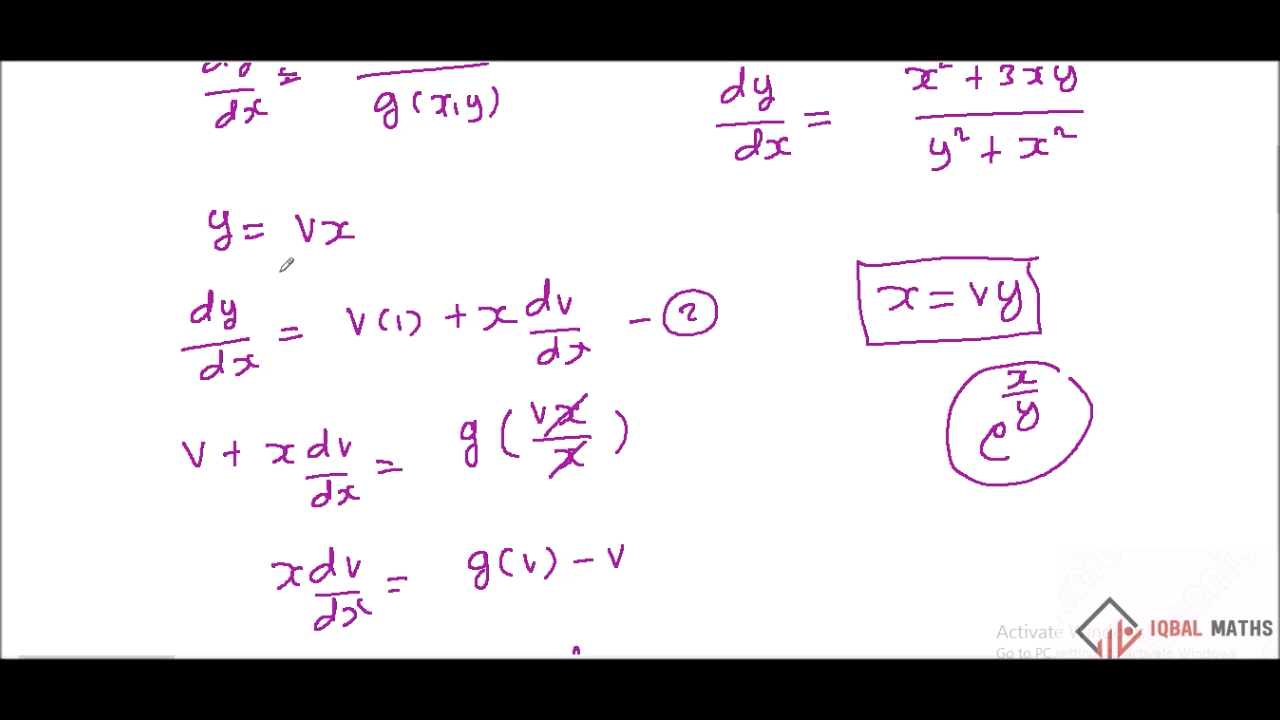 dy/dx = ——/g(x,y)
dy/dx = (x² + 3xy)/(y² + x²)
y = vx
dy/dx = v(1) + x dv/dx - ②
x = vy
e^(x/y)
v + x dv/dx = g(vx/x)
x dv/dx = g(v) - v
IQBAL MATHS
Activate Windows
Go to PC settings to activate Windows.